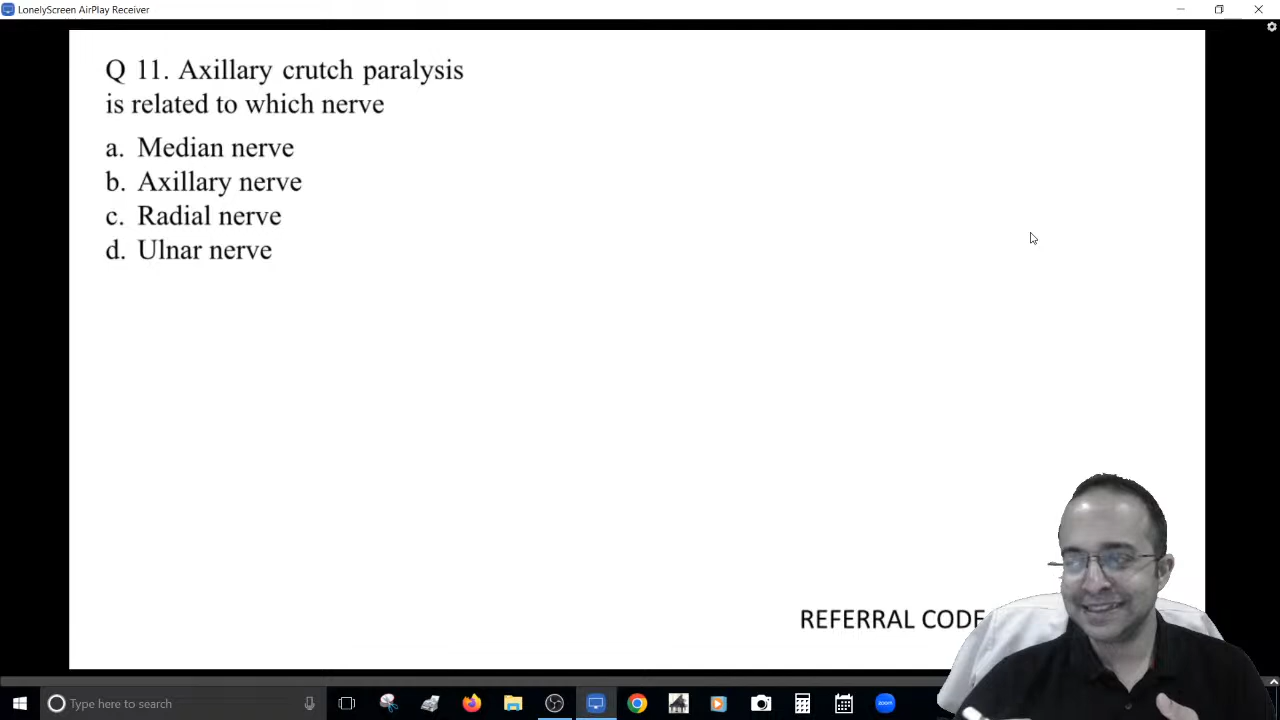 LonelyScreen AirPlay Receiver
Q 11. Axillary crutch paralysis
is related to which nerve
a. Median nerve
b. Axillary nerve
c. Radial nerve
d. Ulnar nerve
REFERRAL CODE
Type here to search
zoom